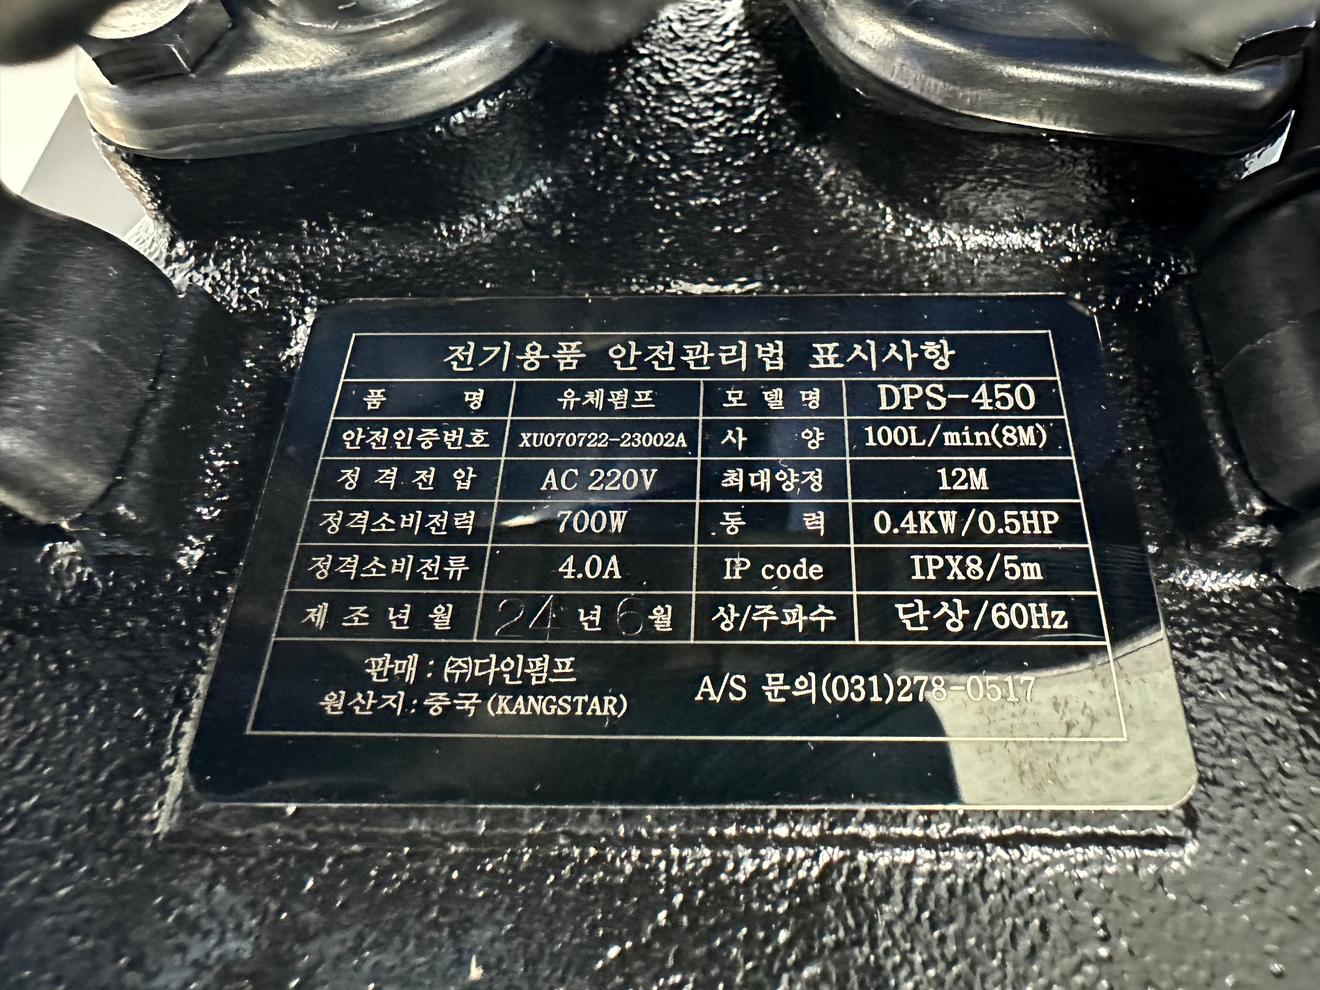 전기용품 안전관리법 표시사항
품 명 유체펌프 모델명 DPS-450
안전인증번호 XU070722-23002A 사 양 100L/min(8M)
정격전압 AC 220V 최대양정 12M
정격소비전력 700W 동 력 0.4KW/0.5HP
정격소비전류 4.0A IP code IPX8/5m
제조년월 24년 6월 상/주파수 단상/60Hz
판매 : ㈜다인펌프
원산지 : 중국(KANGSTAR)
A/S 문의(031)278-0517